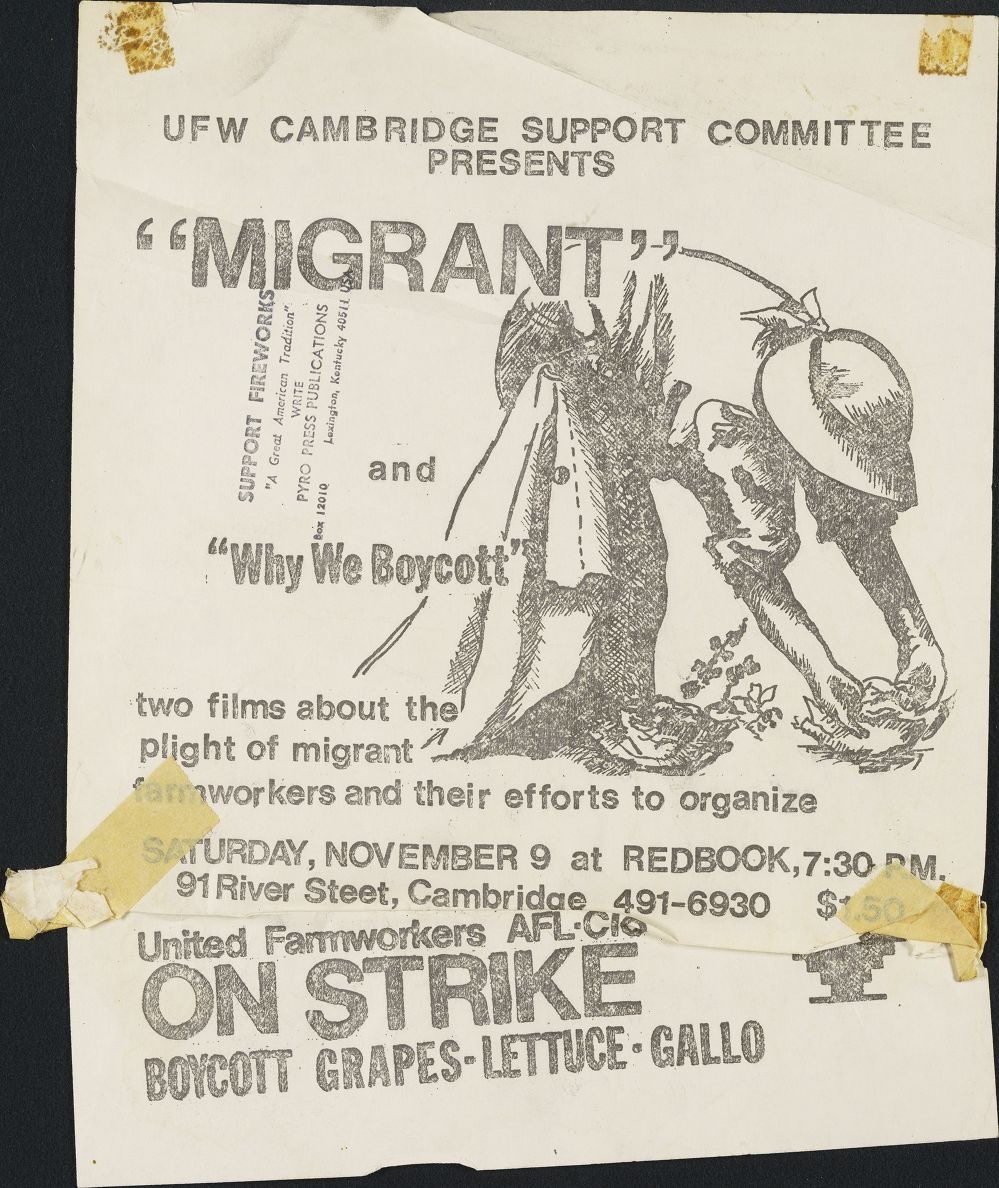 UFW CAMBRIDGE SUPPORT COMMITTEE
PRESENTS
“MIGRANT”
SUPPORT FIREWORKS
"A Great American Tradition".
WRITE
PYRO PRESS PUBLICATIONS
Box 12010 Lexington, Kentucky 40511 USA
and
“Why We Boycott”
two films about the
plight of migrant
farmworkers and their efforts to organize
SATURDAY, NOVEMBER 9 at REDBOOK, 7:30 P.M.
91 River Steet, Cambridge 491-6930 $1.50
United Farmworkers AFL-CIO
ON STRIKE
BOYCOTT GRAPES - LETTUCE · GALLO